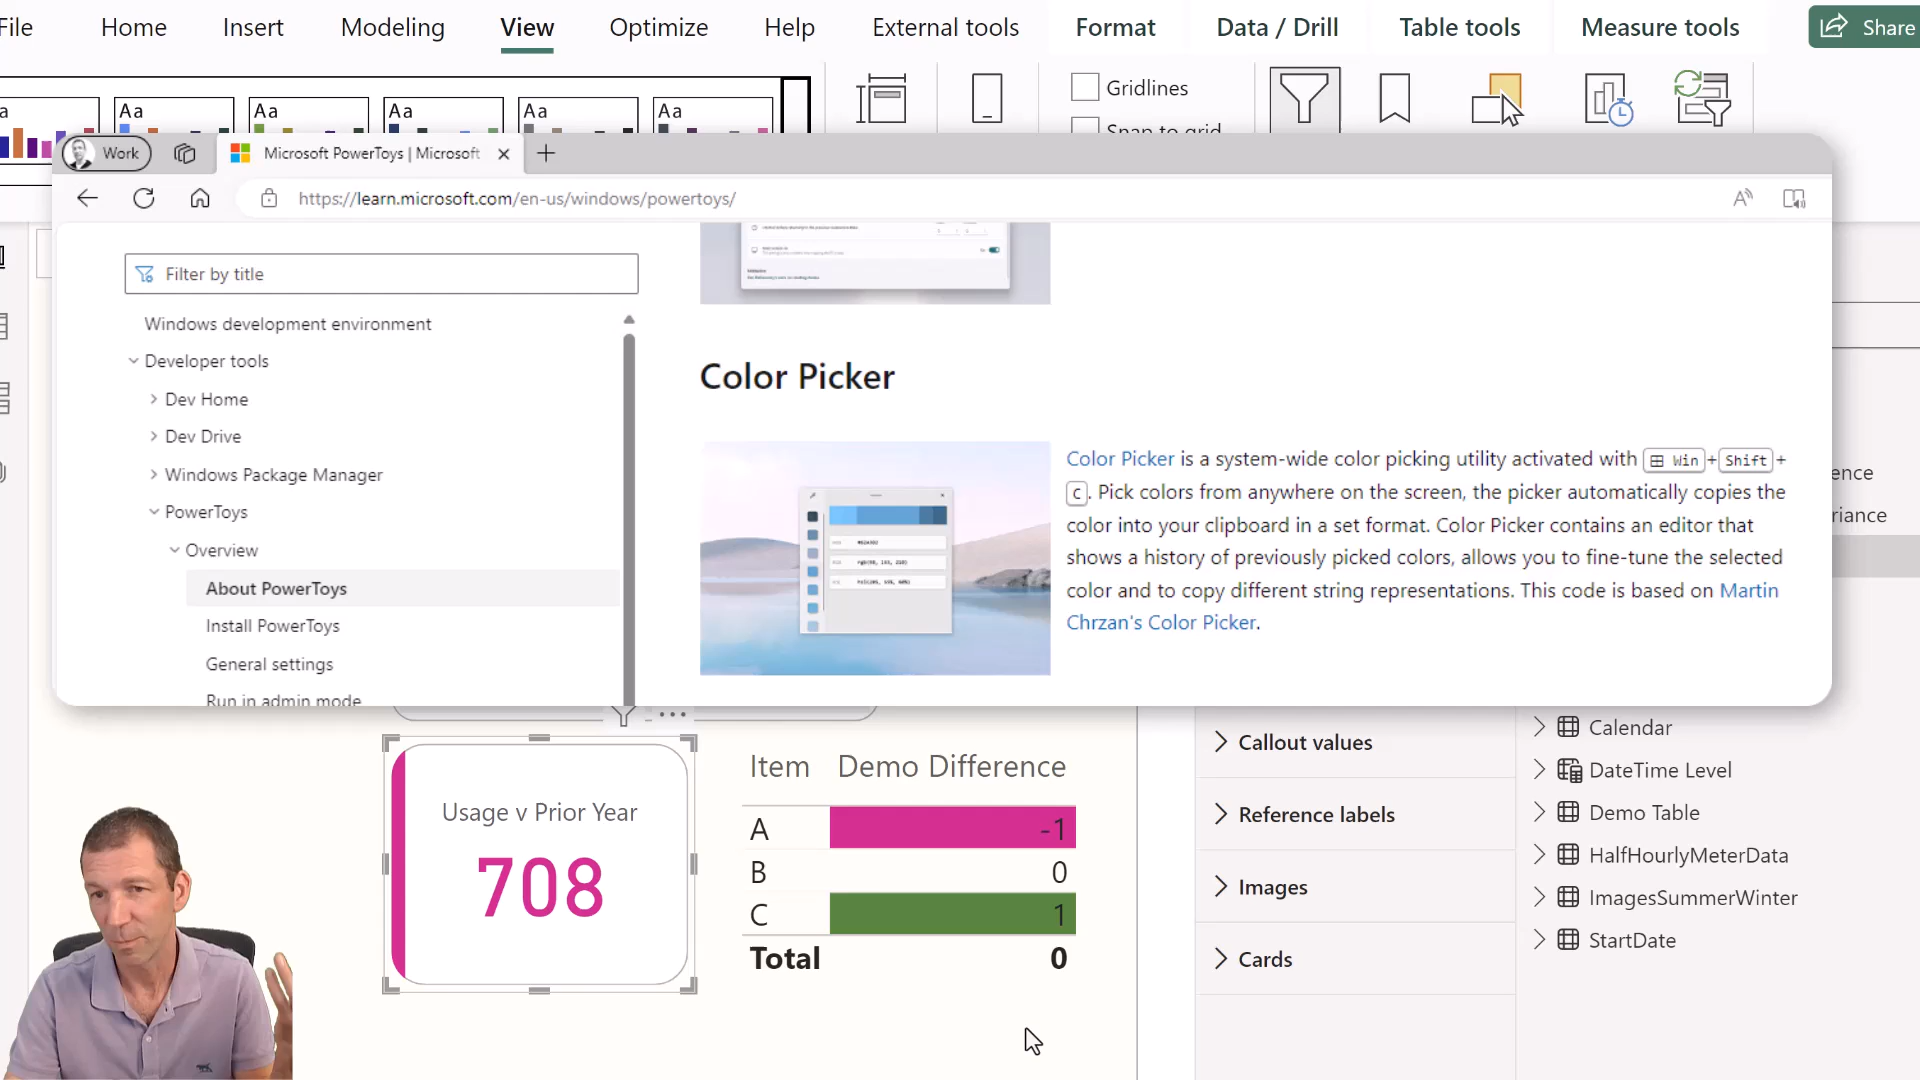 File
Home
Insert
Modeling
View
Optimize
Help
External tools
Format
Data / Drill
Table tools
Measure tools
Share
Aa
Aa
Aa
Aa
Aa
Gridlines
Snap to grid
Work
Microsoft PowerToys | Microsoft
https://learn.microsoft.com/en-us/windows/powertoys/
Filter by title
Windows development environment
Developer tools
Dev Home
Dev Drive
Windows Package Manager
PowerToys
Overview
About PowerToys
Install PowerToys
General settings
Run in admin mode
Color Picker
Color Picker is a system-wide color picking utility activated with Win + Shift +
C. Pick colors from anywhere on the screen, the picker automatically copies the
color into your clipboard in a set format. Color Picker contains an editor that
shows a history of previously picked colors, allows you to fine-tune the selected
color and to copy different string representations. This code is based on Martin
Chrzan's Color Picker.
Usage v Prior Year
708
Item Demo Difference
A -1
B 0
C 1
Total 0
Callout values
Reference labels
Images
Cards
Calendar
DateTime Level
Demo Table
HalfHourlyMeterData
ImagesSummerWinter
StartDate